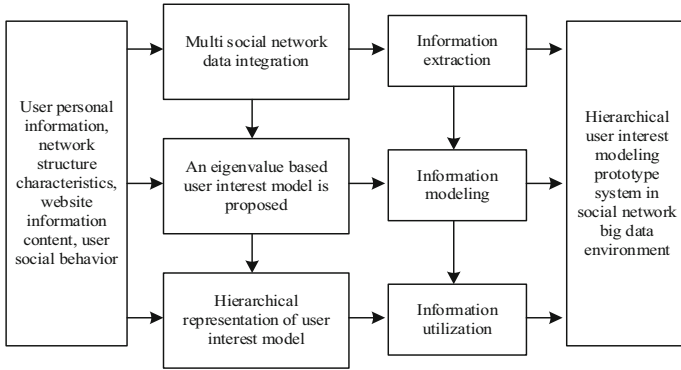 User personal
information,
network
structure
characteristics,
website
information
content, user
social behavior
Multi social network
data integration
Information
extraction
An eigenvalue based
user interest model is
proposed
Information
modeling
Hierarchical
representation of user
interest model
Information
utilization
Hierarchical
user interest
modeling
prototype
system in
social network
big data
environment